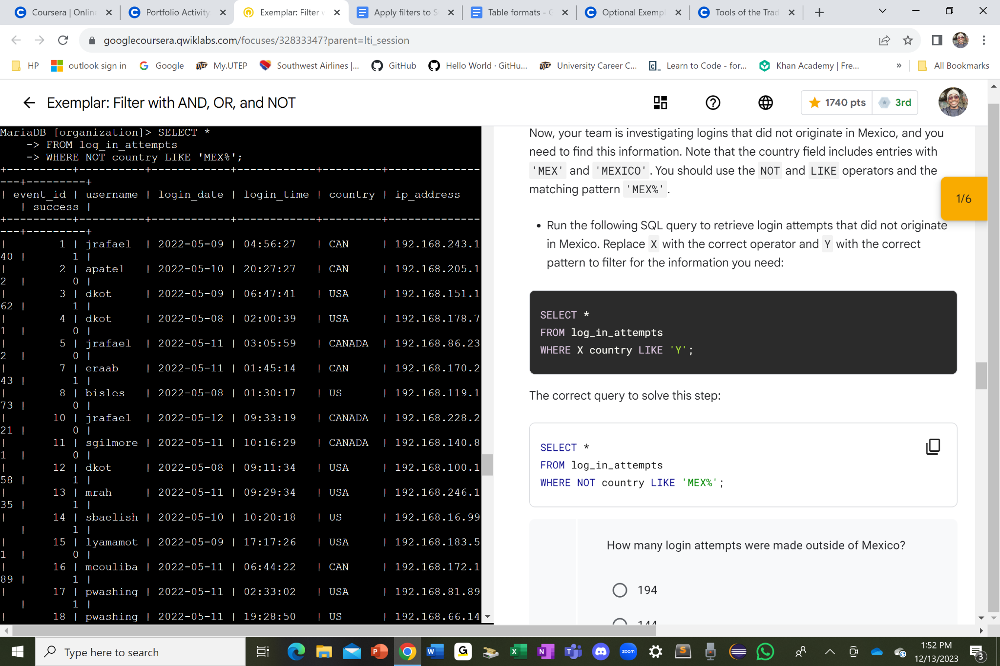 Coursera | Online
Portfolio Activity
Exemplar: Filter w
Apply filters to S
Table formats - G
Optional Exempl
Tools of the Trad
googlecoursera.qwiklabs.com/focuses/32833347?parent=lti_session
HP
outlook sign in
Google
My.UTEP
Southwest Airlines |...
GitHub
Hello World · GitHu...
University Career C...
Learn to Code - for...
Khan Academy | Fre...
»
All Bookmarks
Exemplar: Filter with AND, OR, and NOT
1740 pts
3rd
MariaDB [organization]> SELECT *
-> FROM log_in_attempts
-> WHERE NOT country LIKE 'MEX%';
+----------+----------+------------+------------+---------+--------------
---+---------+
| event_id | username | login_date | login_time | country | ip_address
| success |
+----------+----------+------------+------------+---------+--------------
---+---------+
| 1 | jrafael | 2022-05-09 | 04:56:27 | CAN | 192.168.243.1
40 | 1 |
| 2 | apatel | 2022-05-10 | 20:27:27 | CAN | 192.168.205.1
2 | 0 |
| 3 | dkot | 2022-05-09 | 06:47:41 | USA | 192.168.151.1
62 | 1 |
| 4 | dkot | 2022-05-08 | 02:00:39 | USA | 192.168.178.7
1 | 0 |
| 5 | jrafael | 2022-05-11 | 03:05:59 | CANADA | 192.168.86.23
2 | 0 |
| 7 | eraab | 2022-05-11 | 01:45:14 | CAN | 192.168.170.2
43 | 1 |
| 8 | bisles | 2022-05-08 | 01:30:17 | US | 192.168.119.1
73 | 0 |
| 10 | jrafael | 2022-05-12 | 09:33:19 | CANADA | 192.168.228.2
21 | 0 |
| 11 | sgilmore | 2022-05-11 | 10:16:29 | CANADA | 192.168.140.8
1 | 0 |
| 12 | dkot | 2022-05-08 | 09:11:34 | USA | 192.168.100.1
58 | 1 |
| 13 | mrah | 2022-05-11 | 09:29:34 | USA | 192.168.246.1
35 | 1 |
| 14 | sbaelish | 2022-05-10 | 10:20:18 | US | 192.168.16.99
| 1 |
| 15 | lyamamot | 2022-05-09 | 17:17:26 | USA | 192.168.183.5
1 | 0 |
| 16 | mcouliba | 2022-05-11 | 06:44:22 | CAN | 192.168.172.1
89 | 1 |
| 17 | pwashing | 2022-05-11 | 02:33:02 | USA | 192.168.81.89
| 1 |
| 18 | pwashing | 2022-05-11 | 19:28:50 | US | 192.168.66.14
Now, your team is investigating logins that did not originate in Mexico, and you
need to find this information. Note that the country field includes entries with
'MEX' and 'MEXICO'. You should use the NOT and LIKE operators and the
matching pattern 'MEX%'.
1/6
• Run the following SQL query to retrieve login attempts that did not originate
in Mexico. Replace X with the correct operator and Y with the correct
pattern to filter for the information you need:
SELECT *
FROM log_in_attempts
WHERE X country LIKE 'Y';
The correct query to solve this step:
SELECT *
FROM log_in_attempts
WHERE NOT country LIKE 'MEX%';
How many login attempts were made outside of Mexico?
194
144
Type here to search
zoom
1:52 PM
12/13/2023
3